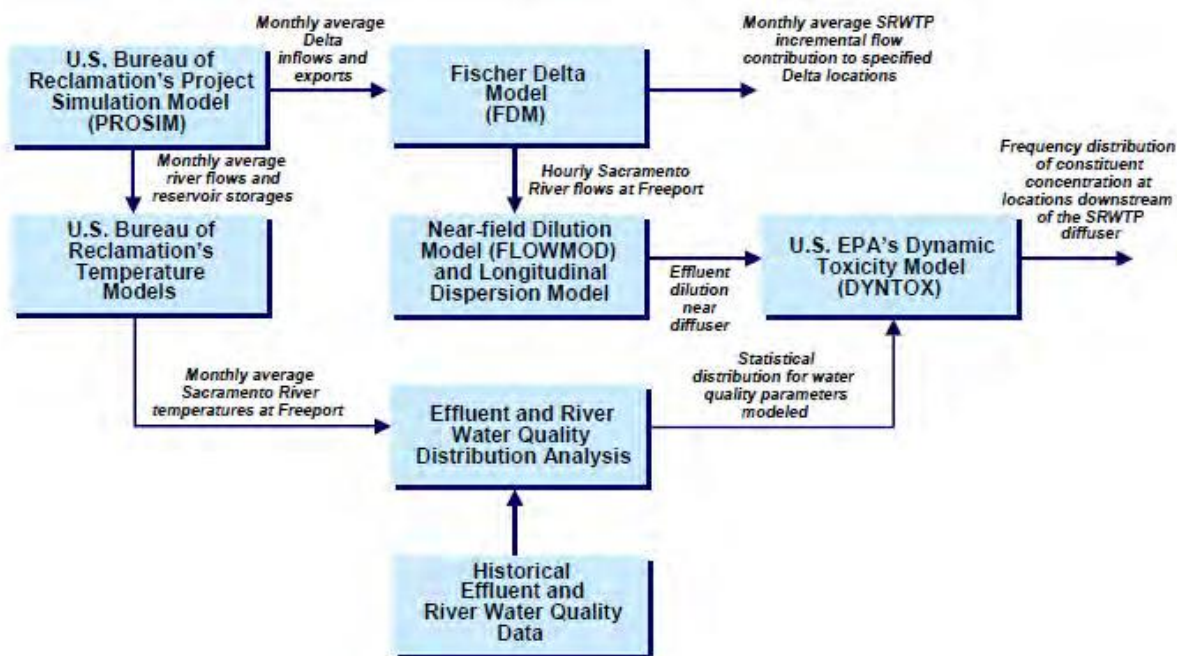 U.S. Bureau of
Reclamation's Project
Simulation Model
(PROSIM)
Monthly average
Delta
inflows and
exports
Fischer Delta
Model
(FDM)
Monthly average SRWTP
incremental flow
contribution to specified
Delta locations
Monthly average
river flows and
reservoir storages
Hourly Sacramento
River flows at Freeport
Frequency distribution
of constituent
concentration at
locations downstream
of the SRWTP
diffuser
U.S. Bureau of
Reclamation's
Temperature
Models
Near-field Dilution
Model (FLOWMOD)
and Longitudinal
Dispersion Model
Effluent
dilution
near
diffuser
U.S. EPA's Dynamic
Toxicity Model
(DYNTOX)
Monthly average
Sacramento River
temperatures at Freeport
Effluent and River
Water Quality
Distribution Analysis
Statistical
distribution for water
quality parameters
modeled
Historical
Effluent and
River Water Quality
Data